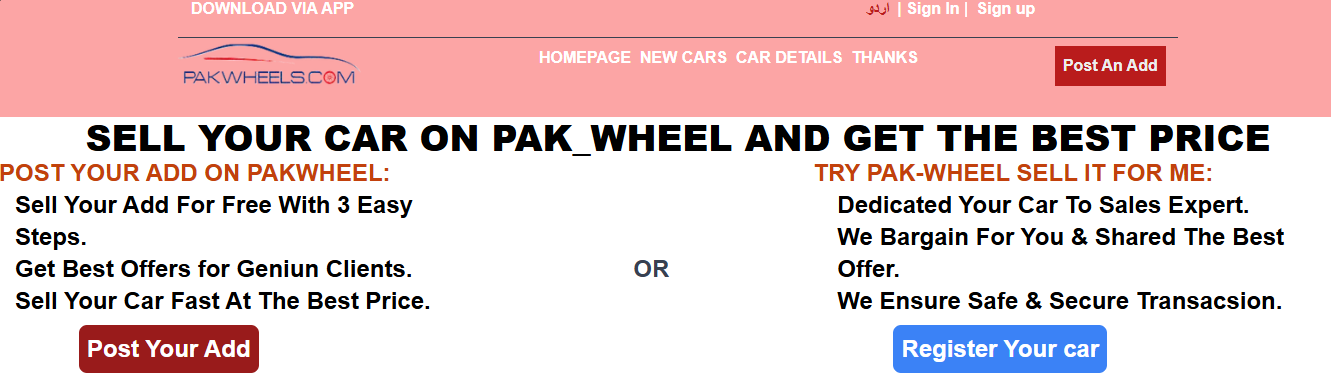 DOWNLOAD VIA APP
اردو | Sign In | Sign up
PAKWHEELS.COM
HOMEPAGE NEW CARS CAR DETAILS THANKS
Post An Add
SELL YOUR CAR ON PAK_WHEEL AND GET THE BEST PRICE
POST YOUR ADD ON PAKWHEEL:
Sell Your Add For Free With 3 Easy
Steps.
Get Best Offers for Geniun Clients.
Sell Your Car Fast At The Best Price.
Post Your Add
OR
TRY PAK-WHEEL SELL IT FOR ME:
Dedicated Your Car To Sales Expert.
We Bargain For You & Shared The Best
Offer.
We Ensure Safe & Secure Transacsion.
Register Your car